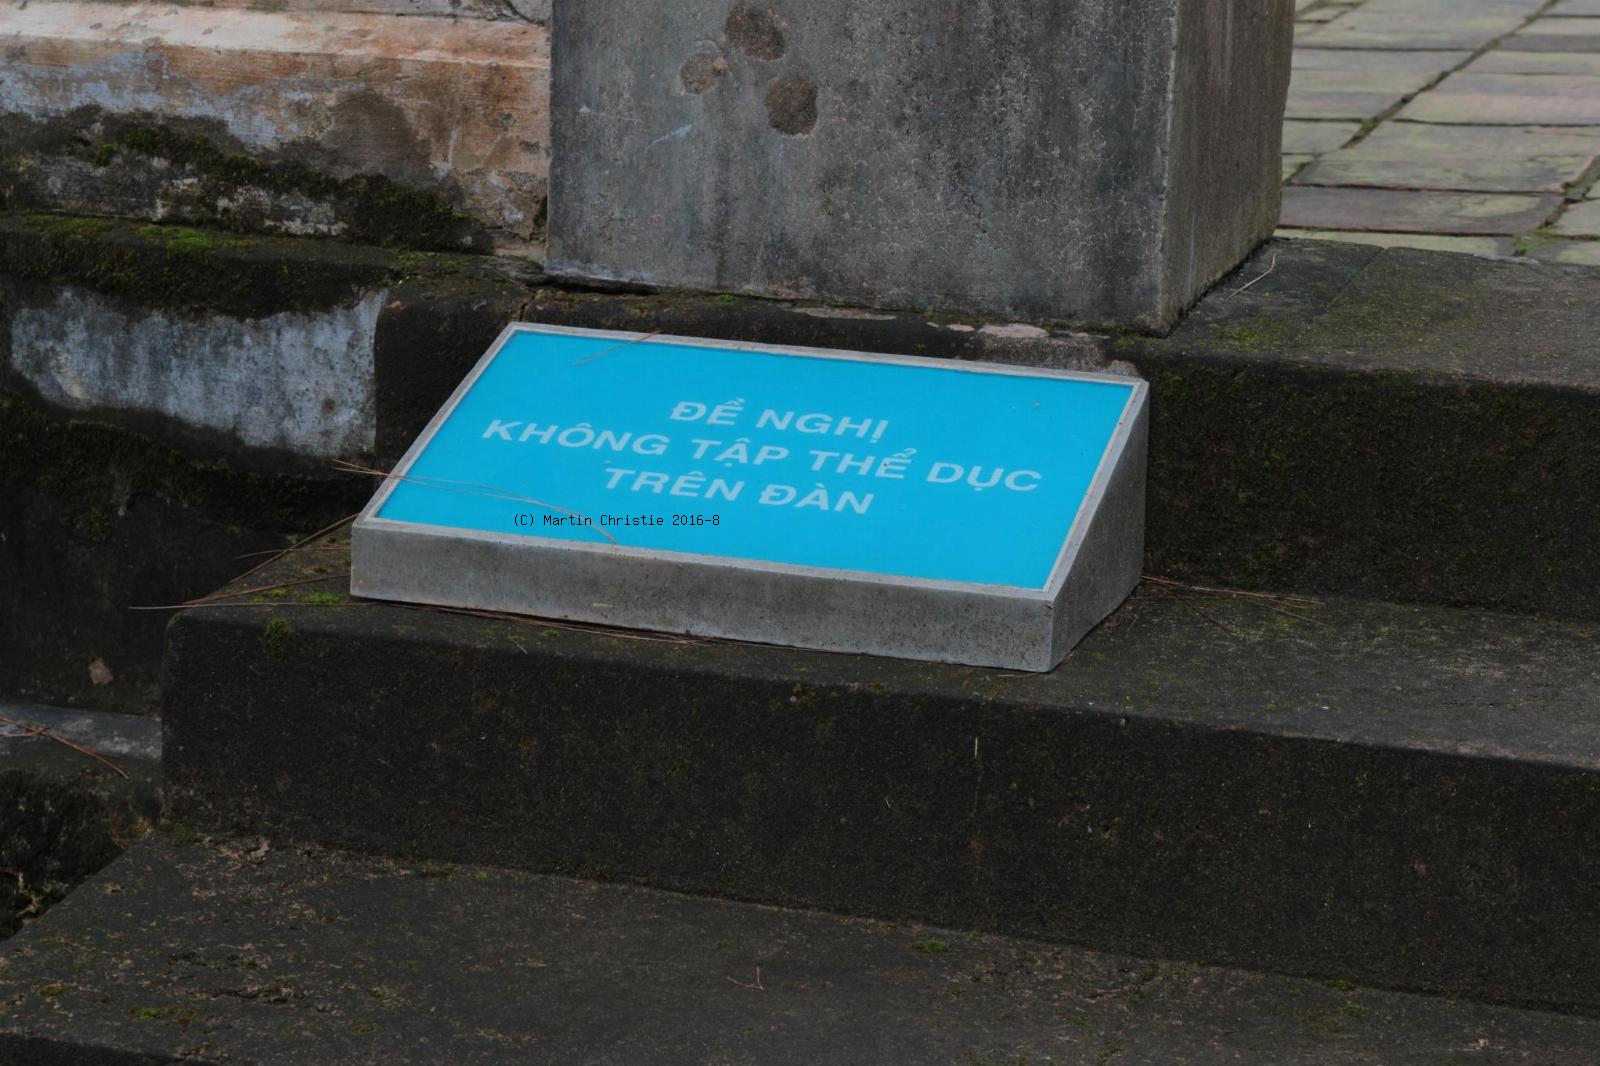 ĐỀ NGHỊ
KHÔNG TẬP THỂ DỤC
TRÊN ĐÀN
(C) Martin Christie 2016-8